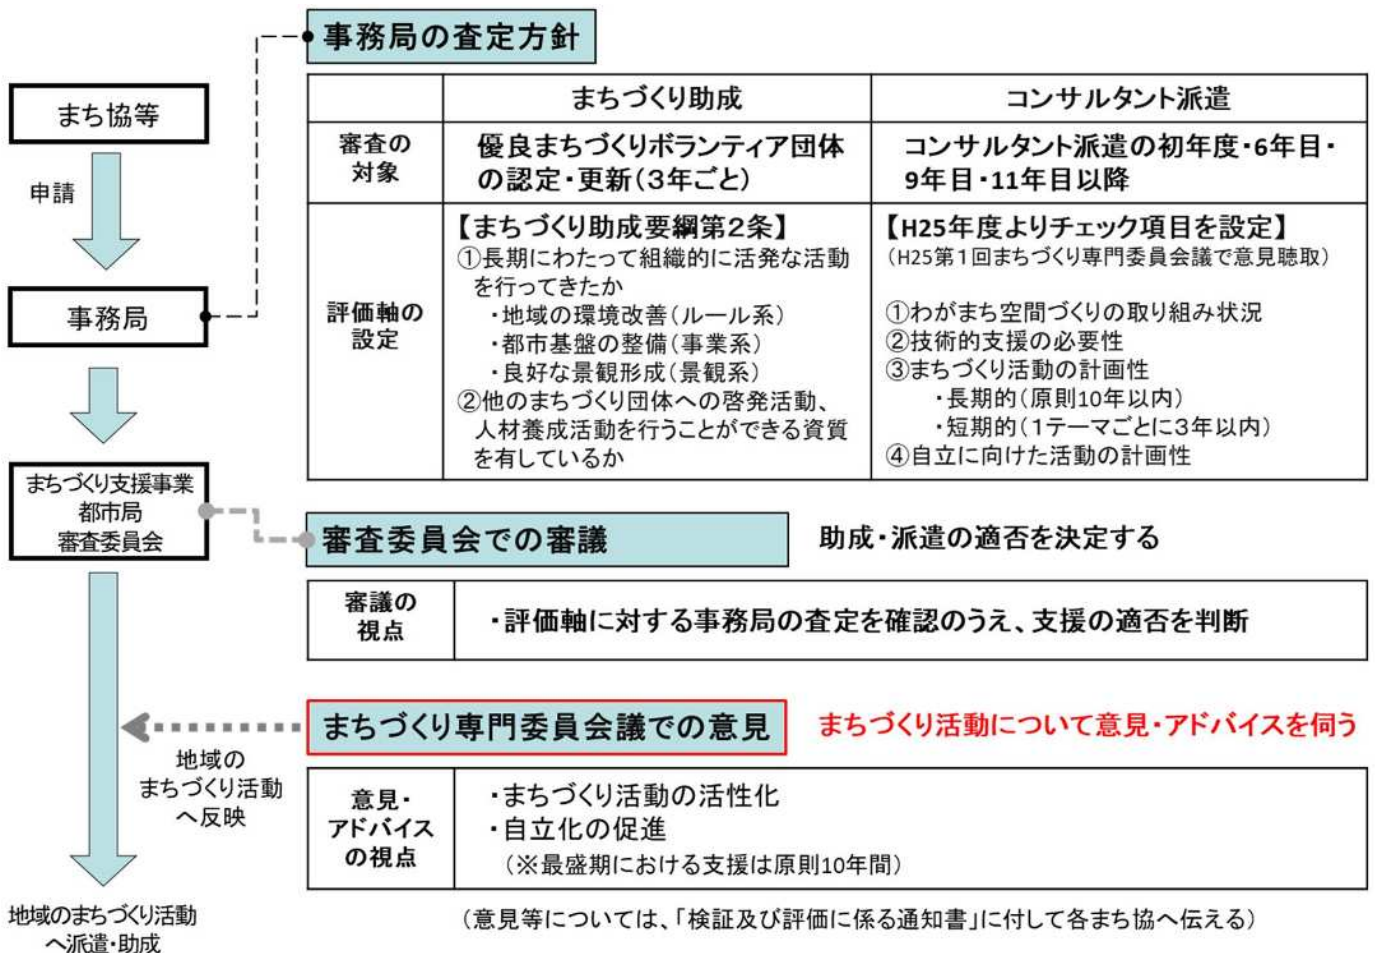 まち協等
申請
事務局
まちづくり支援事業
都市局
審査委員会
地域の
まちづくり活動
へ反映
地域のまちづくり活動
へ派遣・助成
事務局の査定方針
まちづくり助成
コンサルタント派遣
審査の
対象
優良まちづくりボランティア団体
の認定・更新(3年ごと)
コンサルタント派遣の初年度・6年目・
9年目・11年目以降
評価軸の
設定
【まちづくり助成要綱第2条】
①長期にわたって組織的に活発な活動
を行ってきたか
・地域の環境改善(ルール系)
・都市基盤の整備(事業系)
・良好な景観形成(景観系)
②他のまちづくり団体への啓発活動、
人材養成活動を行うことができる資質
を有しているか
【H25年度よりチェック項目を設定】
(H25第1回まちづくり専門委員会議で意見聴取)
①わがまち空間づくりの取り組み状況
②技術的支援の必要性
③まちづくり活動の計画性
・長期的(原則10年以内)
・短期的(1テーマごとに3年以内)
④自立に向けた活動の計画性
審査委員会での審議
助成・派遣の適否を決定する
審議の
視点
・評価軸に対する事務局の査定を確認のうえ、支援の適否を判断
まちづくり専門委員会議での意見
まちづくり活動について意見・アドバイスを伺う
意見・
アドバイス
の視点
・まちづくり活動の活性化
・自立化の促進
(※最盛期における支援は原則10年間)
(意見等については、「検証及び評価に係る通知書」に付して各まち協へ伝える)